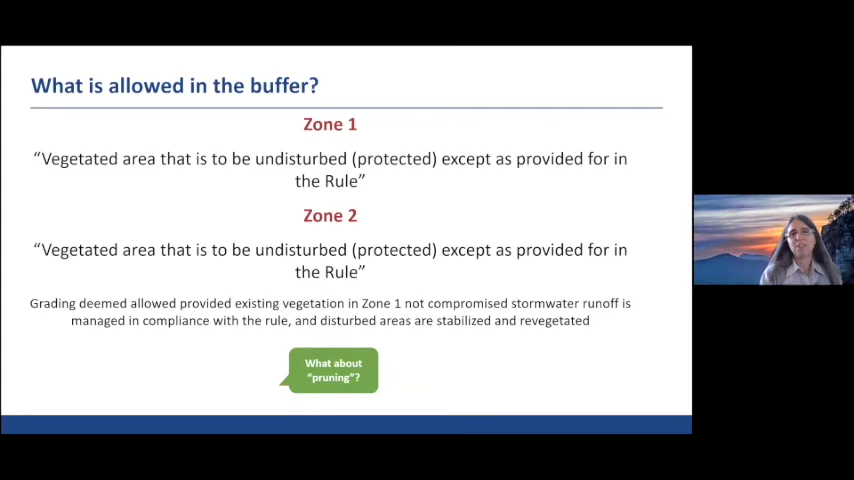 What is allowed in the buffer?
Zone 1
“Vegetated area that is to be undisturbed (protected) except as provided for in
the Rule”
Zone 2
“Vegetated area that is to be undisturbed (protected) except as provided for in
the Rule”
Grading deemed allowed provided existing vegetation in Zone 1 not compromised stormwater runoff is
managed in compliance with the rule, and disturbed areas are stabilized and revegetated
What about
“pruning”?